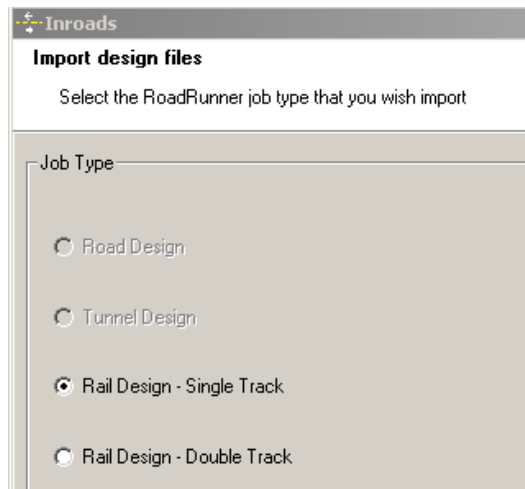 Inroads
Import design files
Select the RoadRunner job type that you wish import
Job Type
Road Design
Tunnel Design
Rail Design - Single Track
Rail Design - Double Track